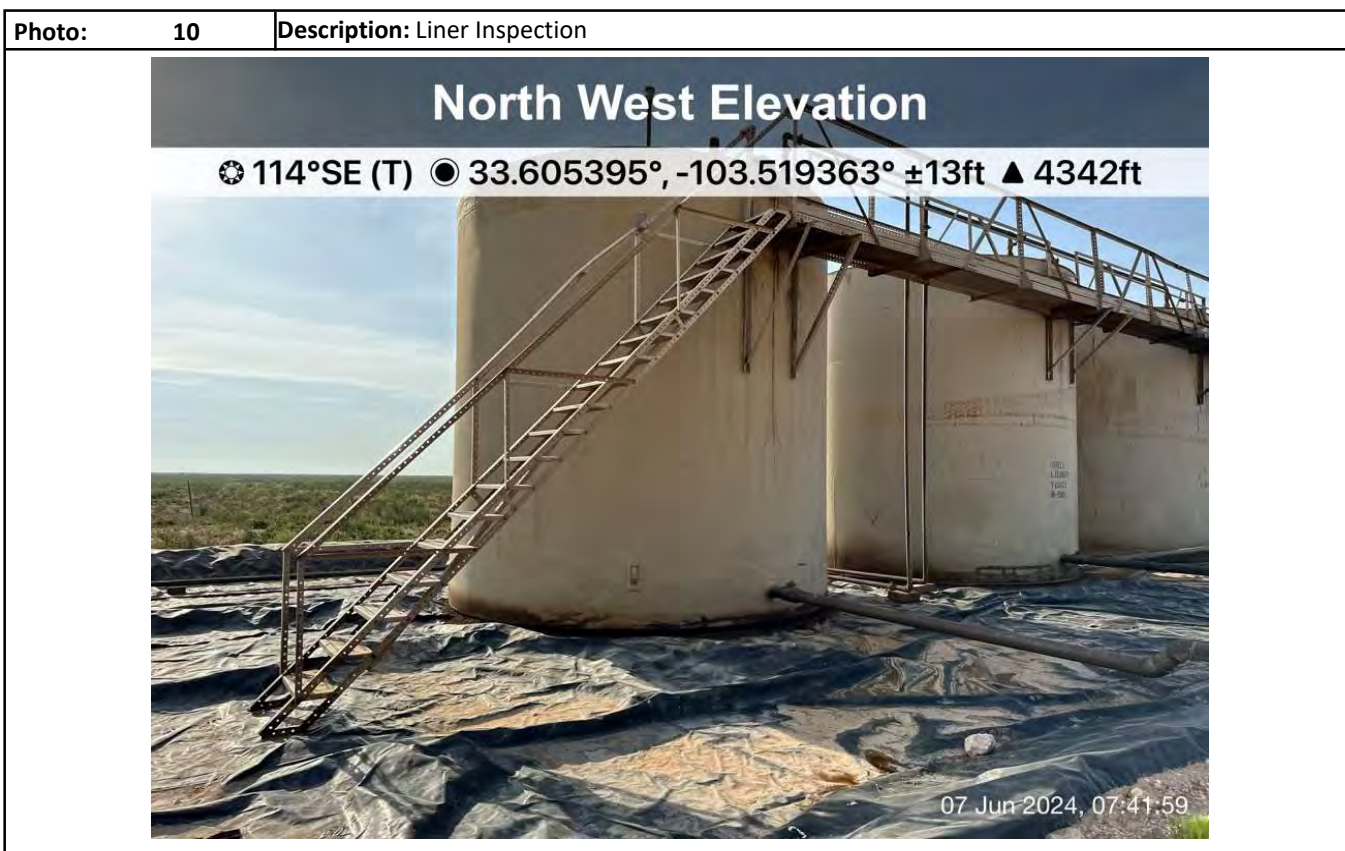 Photo: 10 Description: Liner Inspection
North West Elevation
114°SE (T) 33.605395°, -103.519363° ±13ft ▲ 4342ft
07 Jun 2024, 07:41:59